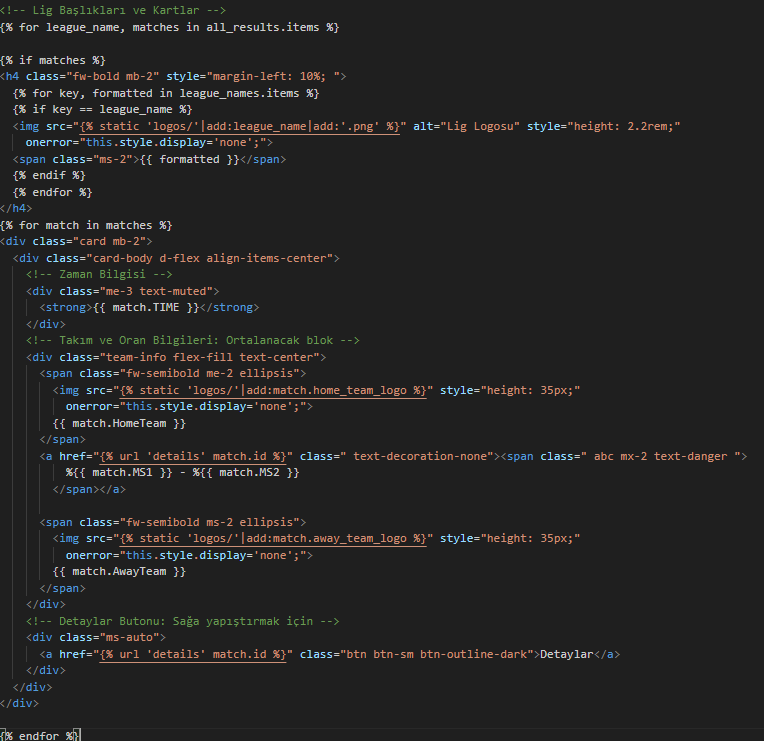 <!-- Lig Başlıkları ve Kartlar -->
{% for league_name, matches in all_results.items %}
{% if matches %}
<h4 class="fw-bold mb-2" style="margin-left: 10%; ">
{% for key, formatted in league_names.items %}
{% if key == league_name %}
<img src="{% static 'logos/'|add:league_name|add:'.png' %}" alt="Lig Logosu" style="height: 2.2rem;"
onerror="this.style.display='none';">
<span class="ms-2">{{ formatted }}</span>
{% endif %}
{% endfor %}
</h4>
{% for match in matches %}
<div class="card mb-2">
<div class="card-body d-flex align-items-center">
<!-- Zaman Bilgisi -->
<div class="me-3 text-muted">
<strong>{{ match.TIME }}</strong>
</div>
<!-- Takım ve Oran Bilgileri: Ortalanacak blok -->
<div class="team-info flex-fill text-center">
<span class="fw-semibold me-2 ellipsis">
<img src="{% static 'logos/'|add:match.home_team_logo %}" style="height: 35px;"
onerror="this.style.display='none';">
{{ match.HomeTeam }}
</span>
<a href="{% url 'details' match.id %}" class=" text-decoration-none"><span class=" abc mx-2 text-danger ">
%{{ match.MS1 }} - %{{ match.MS2 }}
</span></a>
<span class="fw-semibold ms-2 ellipsis">
<img src="{% static 'logos/'|add:match.away_team_logo %}" style="height: 35px;"
onerror="this.style.display='none';">
{{ match.AwayTeam }}
</span>
</div>
<!-- Detaylar Butonu: Sağa yapıştırmak için -->
<div class="ms-auto">
<a href="{% url 'details' match.id %}" class="btn btn-sm btn-outline-dark">Detaylar</a>
</div>
</div>
</div>
{% endfor %}